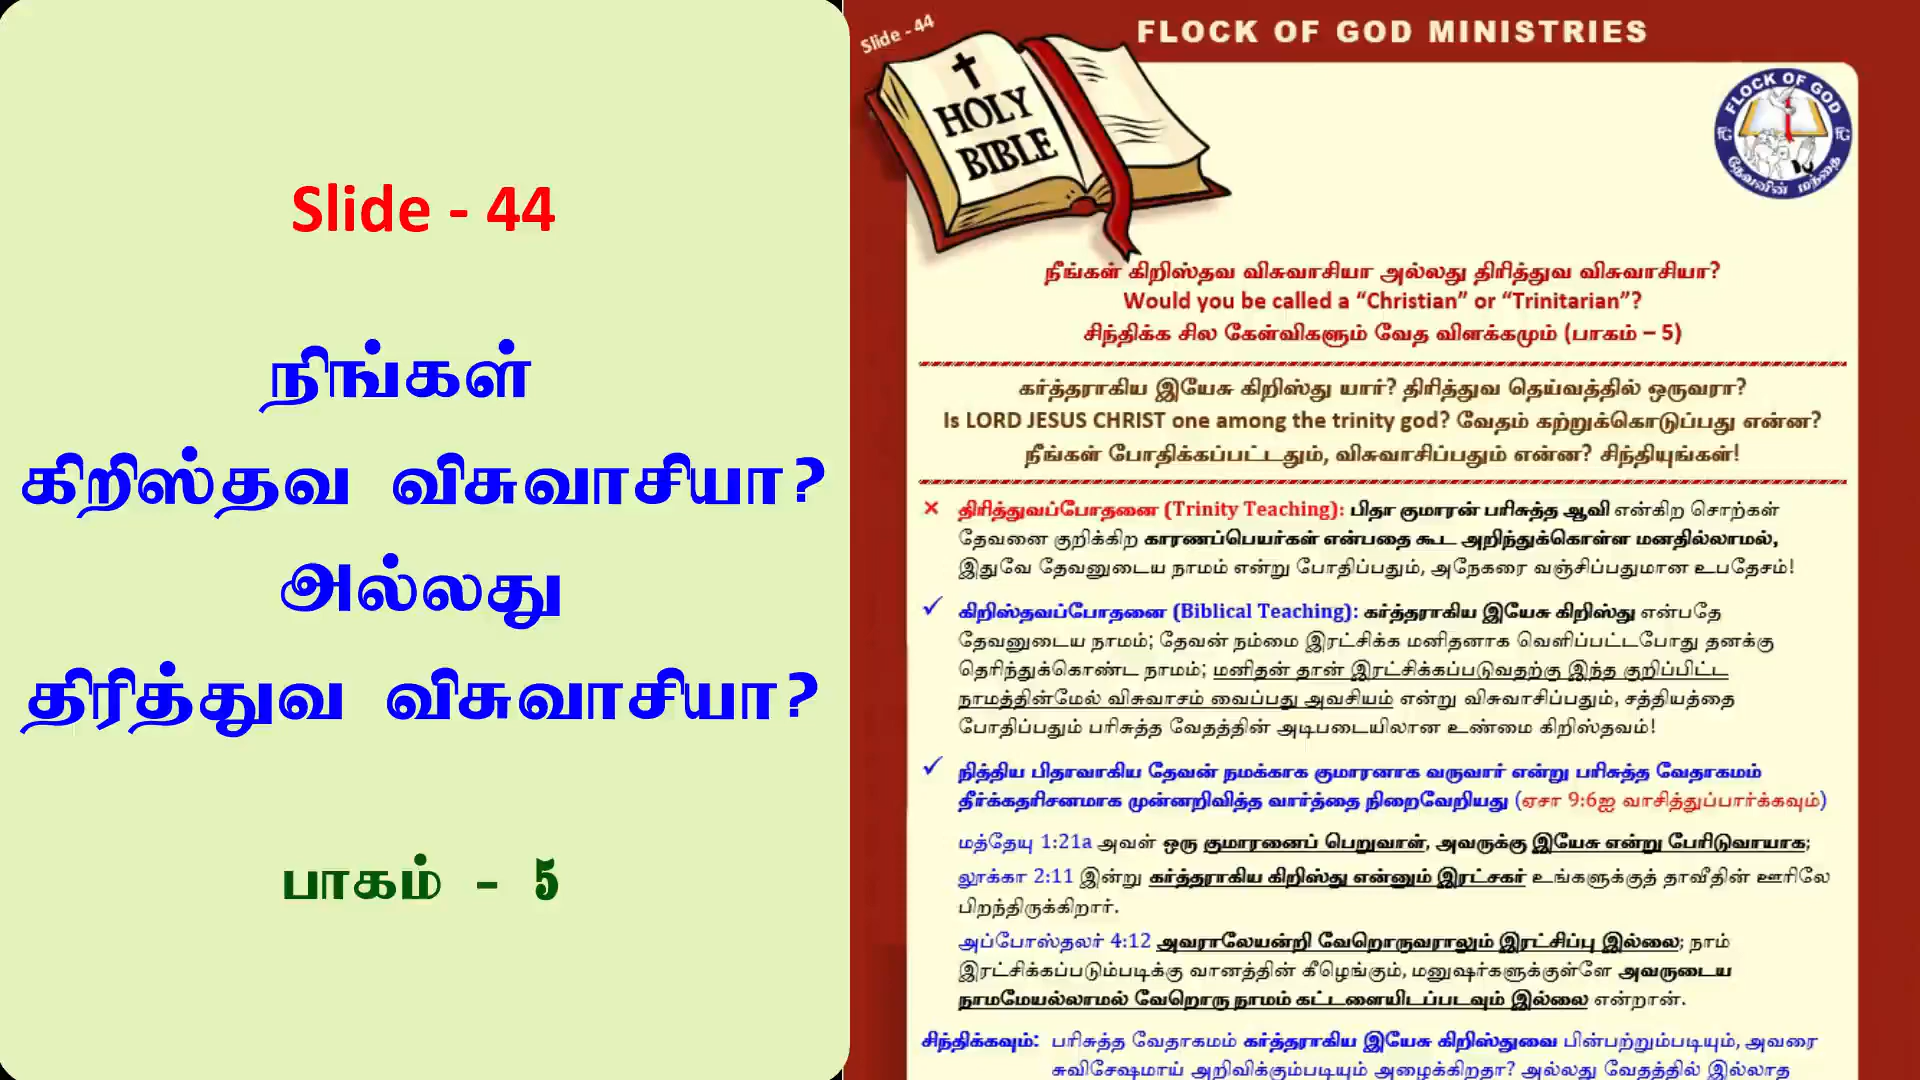 Slide - 44
நிங்கள்
கிறிஸ்தவ விசுவாசியா?
அல்லது
திரித்துவ விசுவாசியா?
பாகம் - 5
Slide - 44
FLOCK OF GOD MINISTRIES
HOLY
BIBLE
FLOCK OF GOD
FG FG
தேவனின் மந்தை
நீங்கள் கிறிஸ்தவ விசுவாசியா அல்லது திரித்துவ விசுவாசியா?
Would you be called a “Christian” or “Trinitarian”?
சிந்திக்க சில கேள்விகளும் வேத விளக்கமும் (பாகம் – 5)
கர்த்தராகிய இயேசு கிறிஸ்து யார்? திரித்துவ தெய்வத்தில் ஒருவரா?
Is LORD JESUS CHRIST one among the trinity god? வேதம் கற்றுக்கொடுப்பது என்ன?
நீங்கள் போதிக்கப்பட்டதும், விசுவாசிப்பதும் என்ன? சிந்தியுங்கள்!
× திரித்துவப்போதனை (Trinity Teaching): பிதா குமாரன் பரிசுத்த ஆவி என்கிற சொற்கள்
தேவனை குறிக்கிற காரணப்பெயர்கள் என்பதை கூட அறிந்துக்கொள்ள மனதில்லாமல்,
இதுவே தேவனுடைய நாமம் என்று போதிப்பதும், அநேகரை வஞ்சிப்பதுமான உபதேசம்!
✓ கிறிஸ்தவப்போதனை (Biblical Teaching): கர்த்தராகிய இயேசு கிறிஸ்து என்பதே
தேவனுடைய நாமம்; தேவன் நம்மை இரட்சிக்க மனிதனாக வெளிப்பட்டபோது தனக்கு
தெரிந்துக்கொண்ட நாமம்; மனிதன் தான் இரட்சிக்கப்படுவதற்கு இந்த குறிப்பிட்ட
நாமத்தின்மேல் விசுவாசம் வைப்பது அவசியம் என்று விசுவாசிப்பதும், சத்தியத்தை
போதிப்பதும் பரிசுத்த வேதத்தின் அடிபடையிலான உண்மை கிறிஸ்தவம்!
✓ நித்திய பிதாவாகிய தேவன் நமக்காக குமாரனாக வருவார் என்று பரிசுத்த வேதாகமம்
தீர்க்கதரிசனமாக முன்னறிவித்த வார்த்தை நிறைவேறியது (ஏசா 9:6ஐ வாசித்துப்பார்க்கவும்)
மத்தேயு 1:21a அவள் ஒரு குமாரனைப் பெறுவாள், அவருக்கு இயேசு என்று பேரிடுவாயாக;
லூக்கா 2:11 இன்று கர்த்தராகிய கிறிஸ்து என்னும் இரட்சகர் உங்களுக்குத் தாவீதின் ஊரிலே
பிறந்திருக்கிறார்.
அப்போஸ்தலர் 4:12 அவராலேயன்றி வேறொருவராலும் இரட்சிப்பு இல்லை; நாம்
இரட்சிக்கப்படும்படிக்கு வானத்தின் கீழெங்கும், மனுஷர்களுக்குள்ளே அவருடைய
நாமமேயல்லாமல் வேறொரு நாமம் கட்டளையிடப்படவும் இல்லை என்றான்.
சிந்திக்கவும்: பரிசுத்த வேதாகமம் கர்த்தராகிய இயேசு கிறிஸ்துவை பின்பற்றும்படியும், அவரை
சுவிசேஷமாய் அறிவிக்கும்படியும் அழைக்கிறதா? அல்லது வேதத்தில் இல்லாத